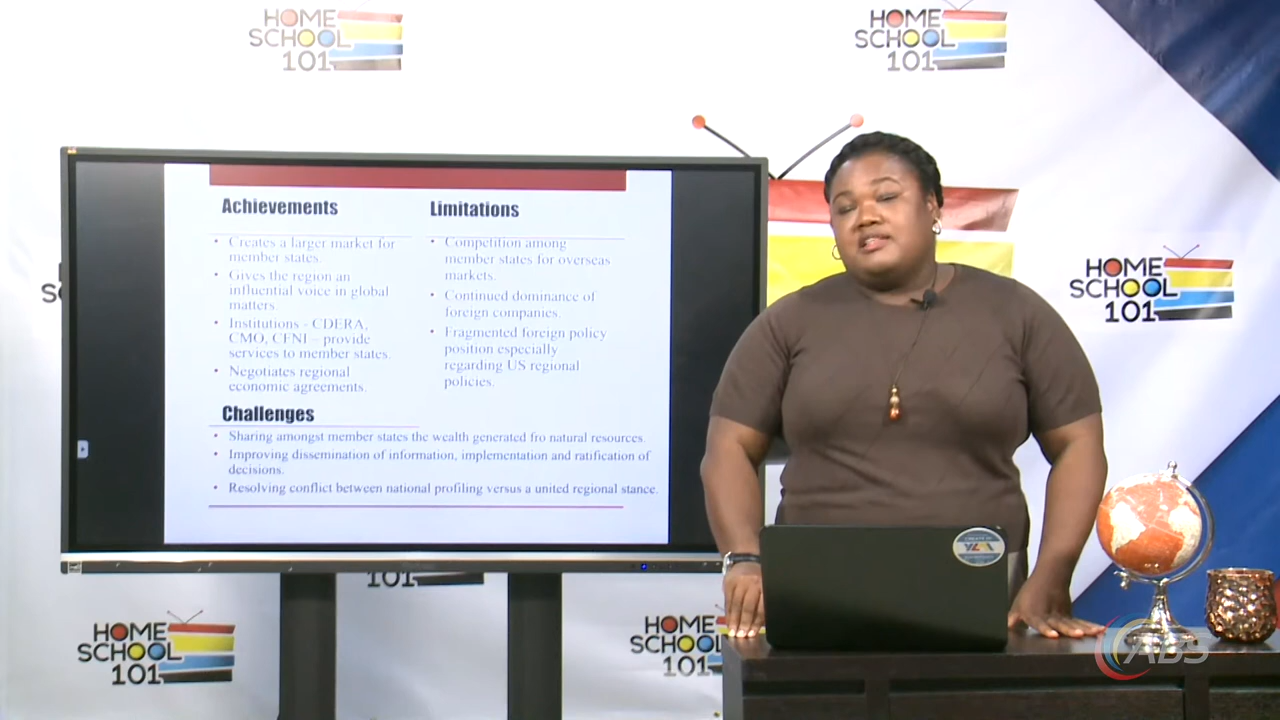 HOME
SCHOOL
101
HOME
SCHOOL
101
Achievements
• Creates a larger market for
member states.
• Gives the region an
influential voice in global
matters.
• Institutions - CDERA,
CMO, CFNI – provide
services to member states.
• Negotiates regional
economic agreements.
Limitations
• Competition among
member states for overseas
markets.
• Continued dominance of
foreign companies.
• Fragmented foreign policy
position especially
regarding US regional
policies.
Challenges
• Sharing amongst member states the wealth generated fro natural resources.
• Improving dissemination of information, implementation and ratification of
decisions.
• Resolving conflict between national profiling versus a united regional stance.
HOME
SCHOOL
101
101
HOME
SCHOOL
101
HOME
SCHOOL
101
ABS